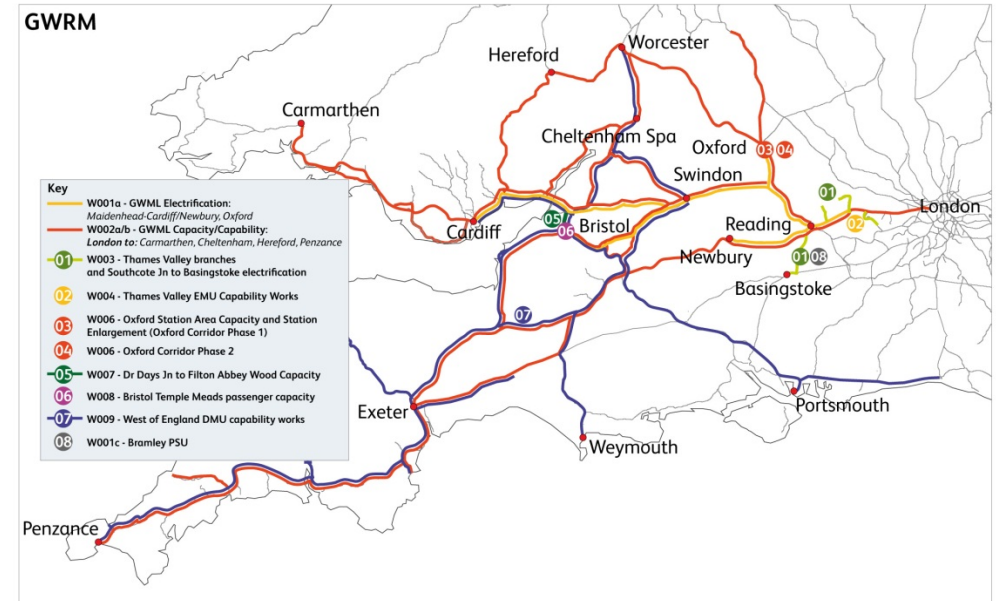 GWRM
Worcester
Hereford
Carmarthen
Cheltenham Spa
Oxford
03 04
Swindon
01
London
Key
W001a - GWML Electrification:
Maidenhead-Cardiff/Newbury, Oxford
W002a/b - GWML Capacity/Capability:
London to: Carmarthen, Cheltenham, Hereford, Penzance
01 W003 - Thames Valley branches
and Southcote Jn to Basingstoke electrification
02 W004 - Thames Valley EMU Capability Works
03 W006 - Oxford Station Area Capacity and Station
Enlargement (Oxford Corridor Phase 1)
04 W006 - Oxford Corridor Phase 2
05 W007 - Dr Days Jn to Filton Abbey Wood Capacity
06 W008 - Bristol Temple Meads passenger capacity
07 W009 - West of England DMU capability works
08 W001c - Bramley PSU
Cardiff
05
06
Bristol
Reading
02
Newbury
01 08
Basingstoke
07
Exeter
Portsmouth
Weymouth
Penzance